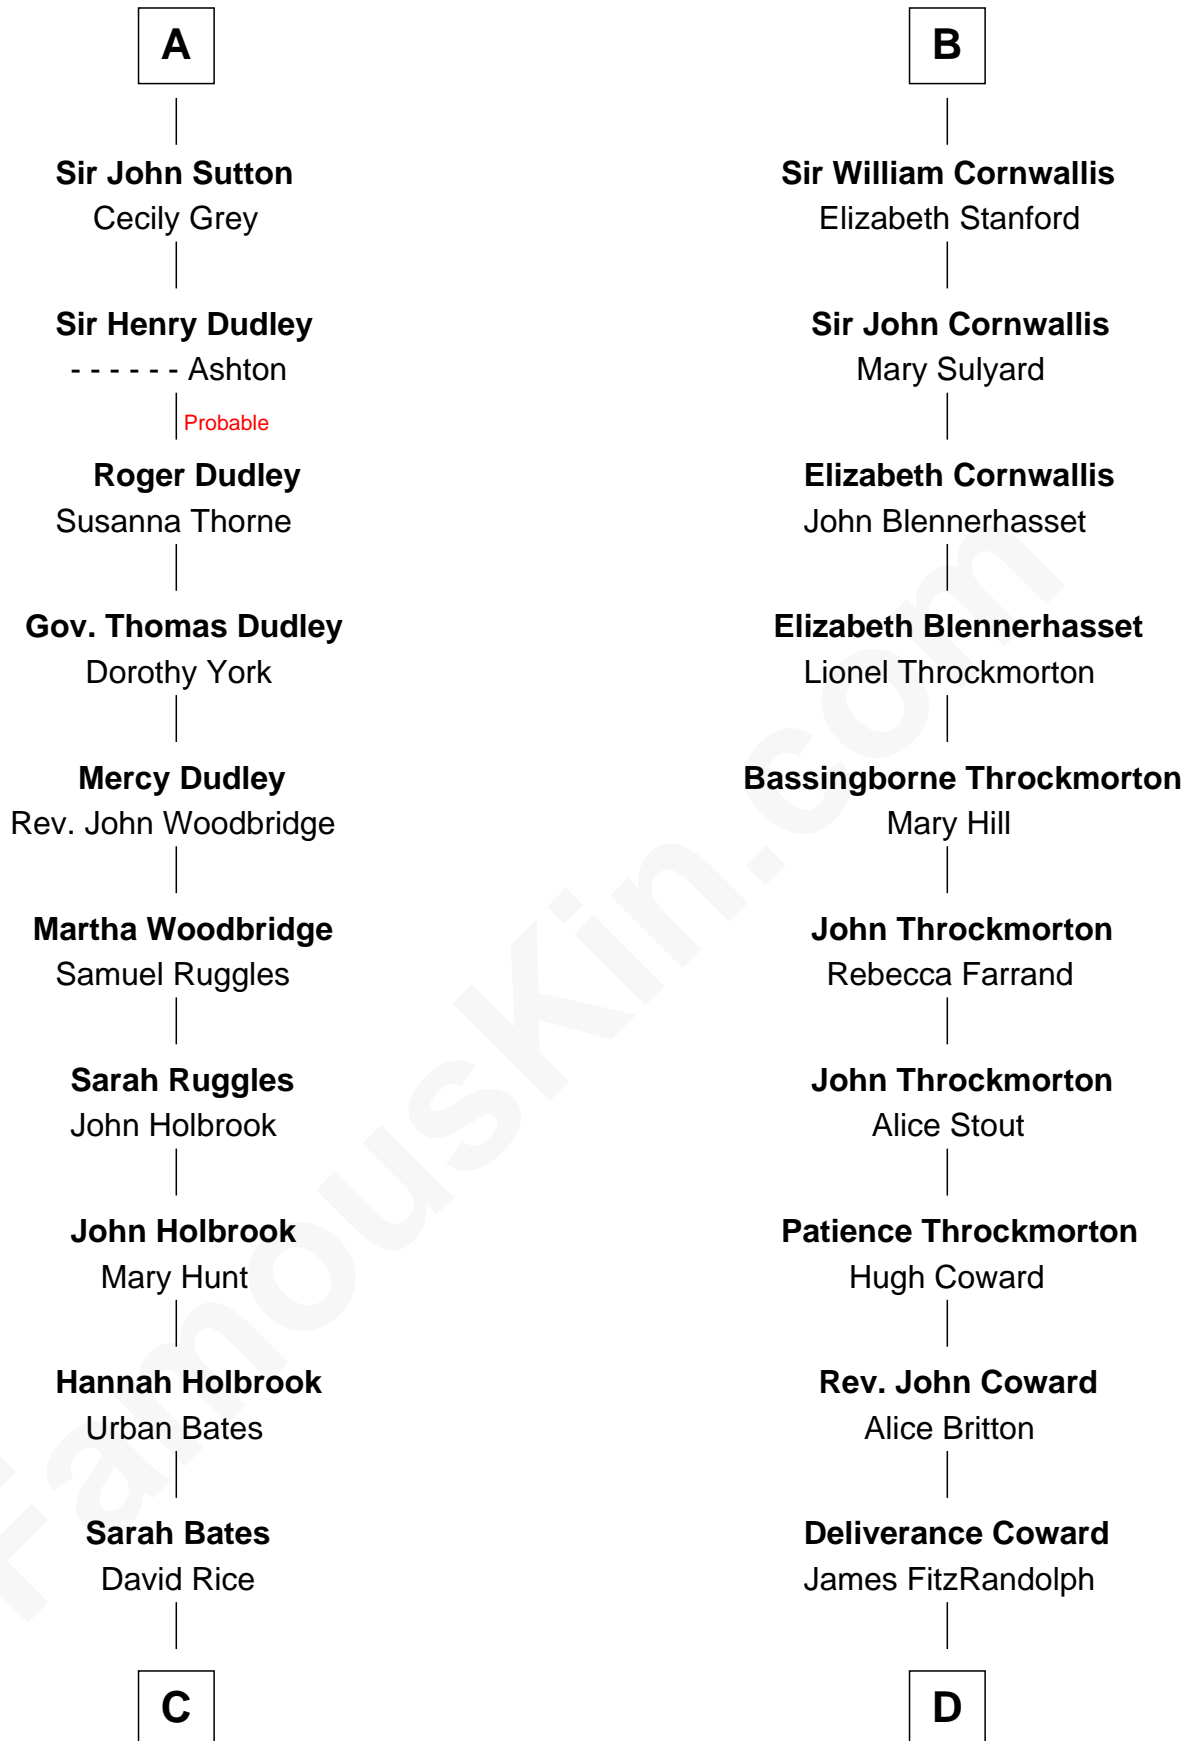 A
Sir John Sutton
Cecily Grey
Sir Henry Dudley
- - - - - - Ashton
Probable
Roger Dudley
Susanna Thorne
Gov. Thomas Dudley
Dorothy York
Mercy Dudley
Rev. John Woodbridge
Martha Woodbridge
Samuel Ruggles
Sarah Ruggles
John Holbrook
John Holbrook
Mary Hunt
Hannah Holbrook
Urban Bates
Sarah Bates
David Rice
C
B
Sir William Cornwallis
Elizabeth Stanford
Sir John Cornwallis
Mary Sulyard
Elizabeth Cornwallis
John Blennerhasset
Elizabeth Blennerhasset
Lionel Throckmorton
Bassingborne Throckmorton
Mary Hill
John Throckmorton
Rebecca Farrand
John Throckmorton
Alice Stout
Patience Throckmorton
Hugh Coward
Rev. John Coward
Alice Britton
Deliverance Coward
James FitzRandolph
D
FamousKin.com